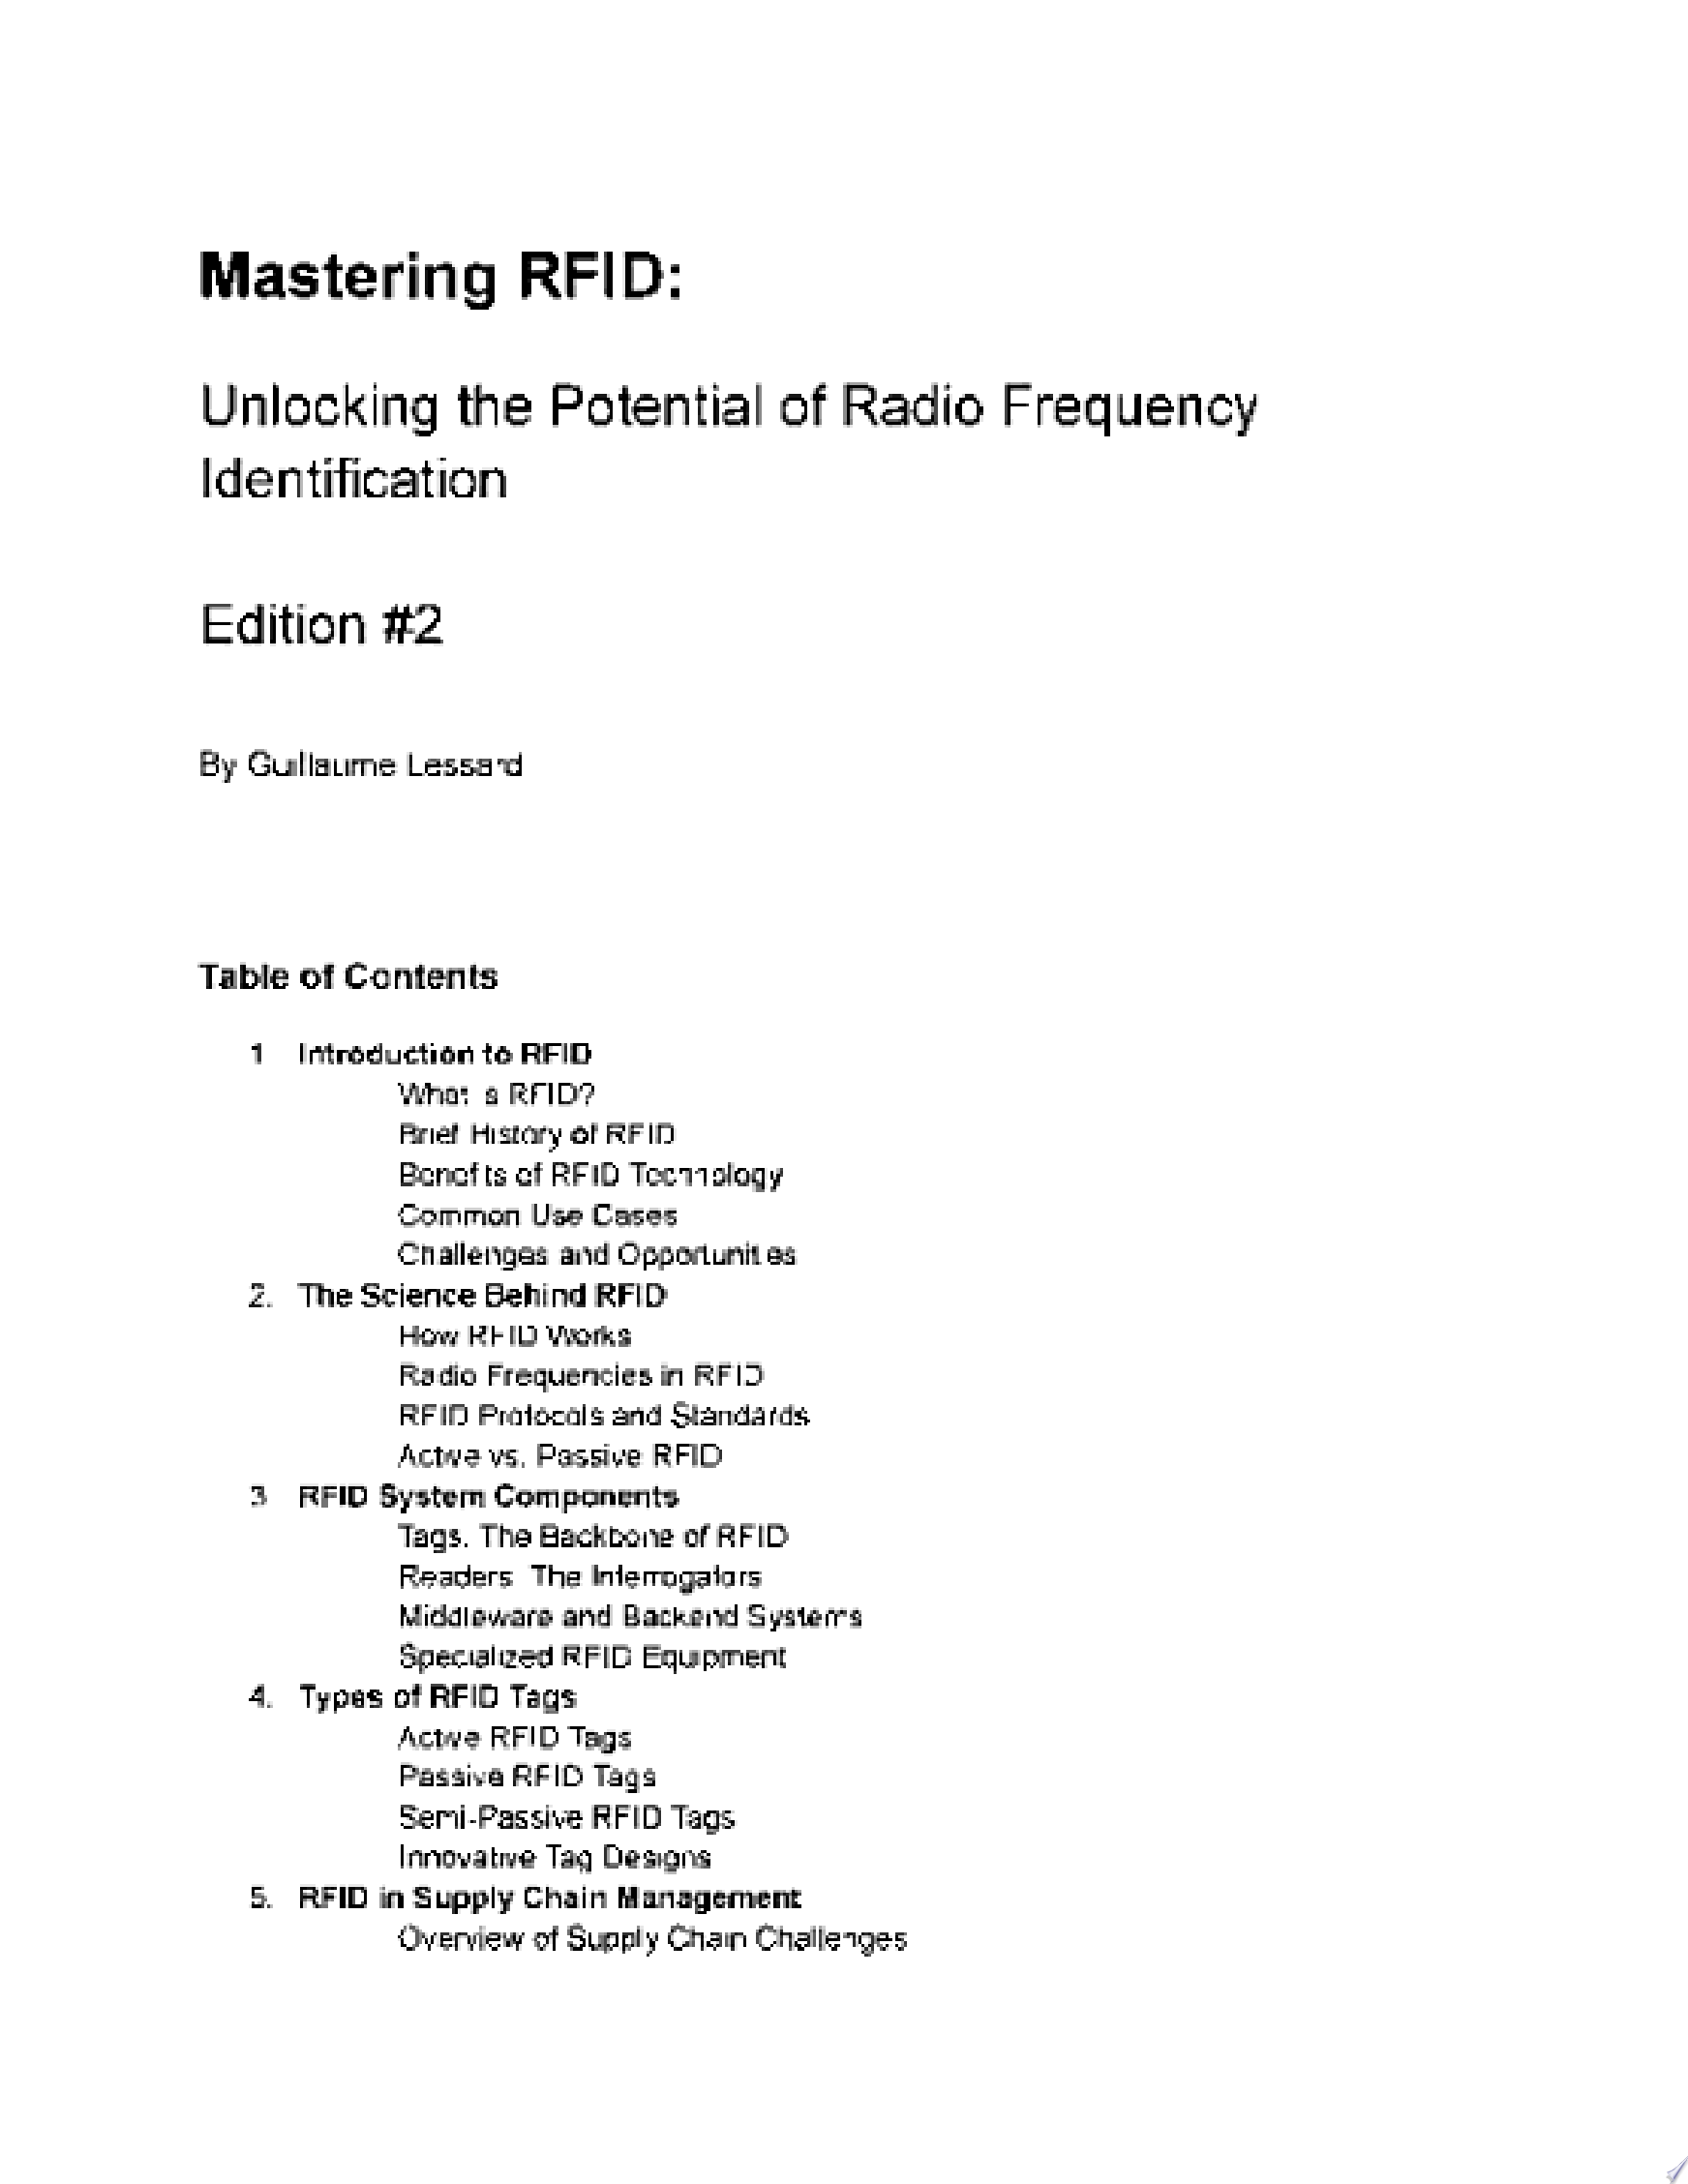 Mastering RFID:
Unlocking the Potential of Radio Frequency
Identification
Edition #2
By Guillaume Lessard
Table of Contents
1 Introduction to RFID
What is RFID?
Brief History of RFID
Benefits of RFID Technology
Common Use Cases
Challenges and Opportunities
2. The Science Behind RFID
How RFID Works
Radio Frequencies in RFID
RFID Protocols and Standards
Active vs. Passive RFID
3 RFID System Components
Tags. The Backbone of RFID
Readers The Interrogators
Middleware and Backend Systems
Specialized RFID Equipment
4. Types of RFID Tags
Active RFID Tags
Passive RFID Tags
Semi-Passive RFID Tags
Innovative Tag Designs
5. RFID in Supply Chain Management
Overview of Supply Chain Challenges